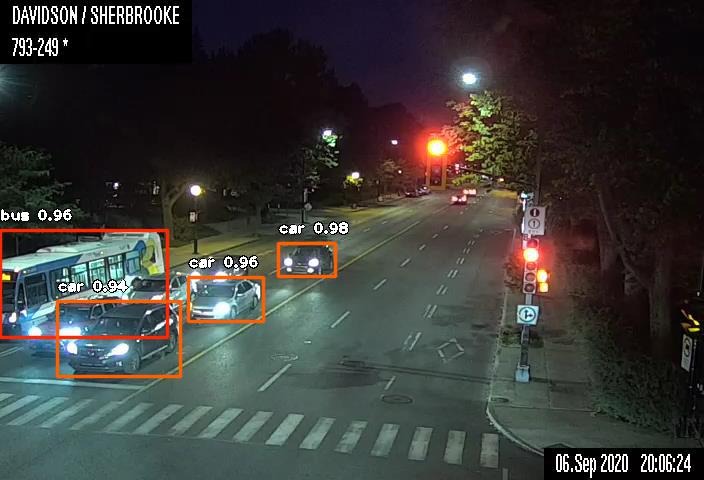 DAVIDSON / SHERBROOKE
793-249 *
bus 0.96
car 0.98
car 0.96
car 0.94
06.Sep 2020 20:06:24